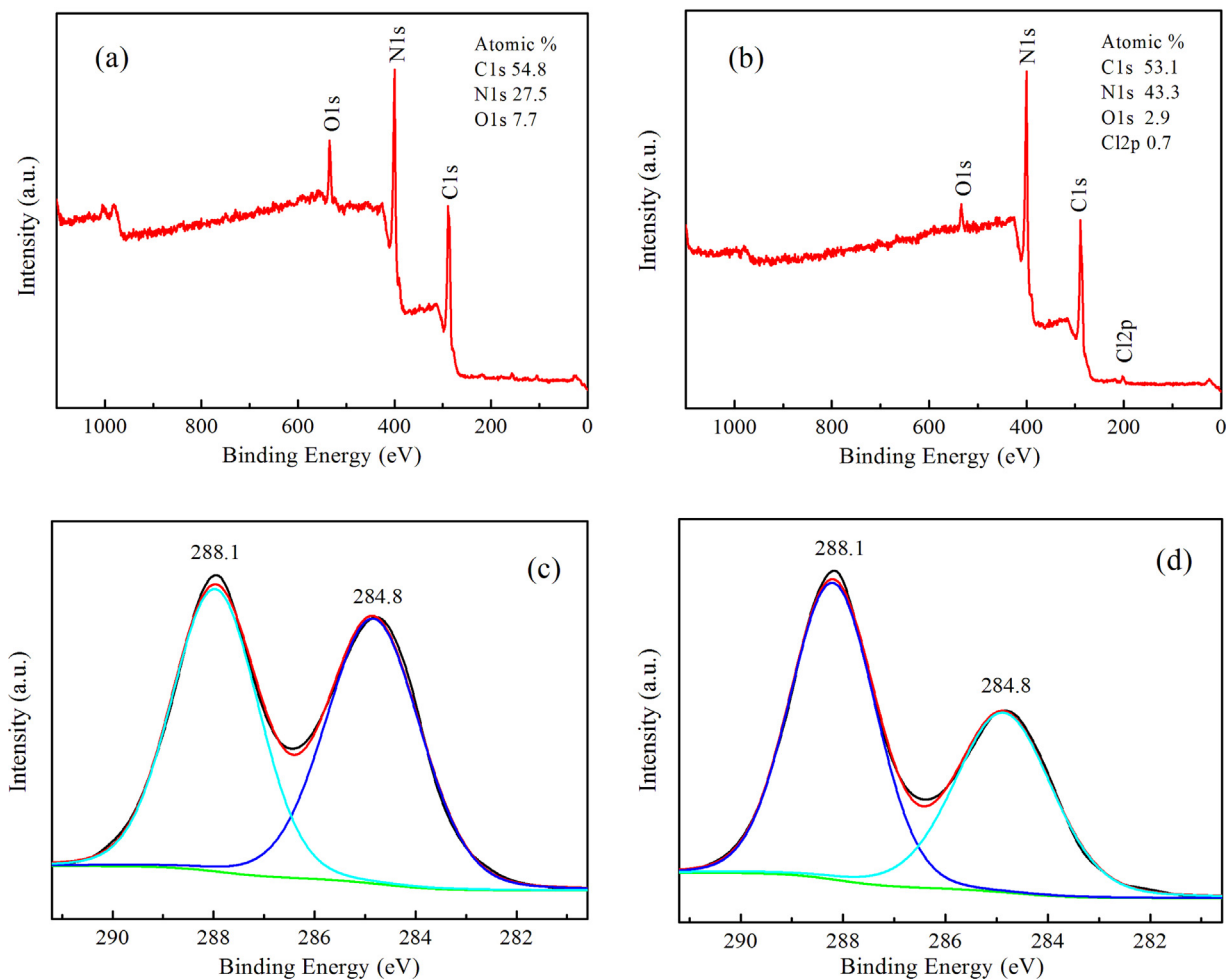 (a)
Atomic %
C1s 54.8
N1s 27.5
O1s 7.7
O1s
N1s
C1s
Intensity (a.u.)
1000 800 600 400 200 0
Binding Energy (eV)
(b)
Atomic %
C1s 53.1
N1s 43.3
O1s 2.9
Cl2p 0.7
O1s
N1s
C1s
Cl2p
Intensity (a.u.)
1000 800 600 400 200 0
Binding Energy (eV)
(c)
288.1
284.8
Intensity (a.u.)
290 288 286 284 282
Binding Energy (eV)
(d)
288.1
284.8
Intensity (a.u.)
290 288 286 284 282
Binding Energy (eV)